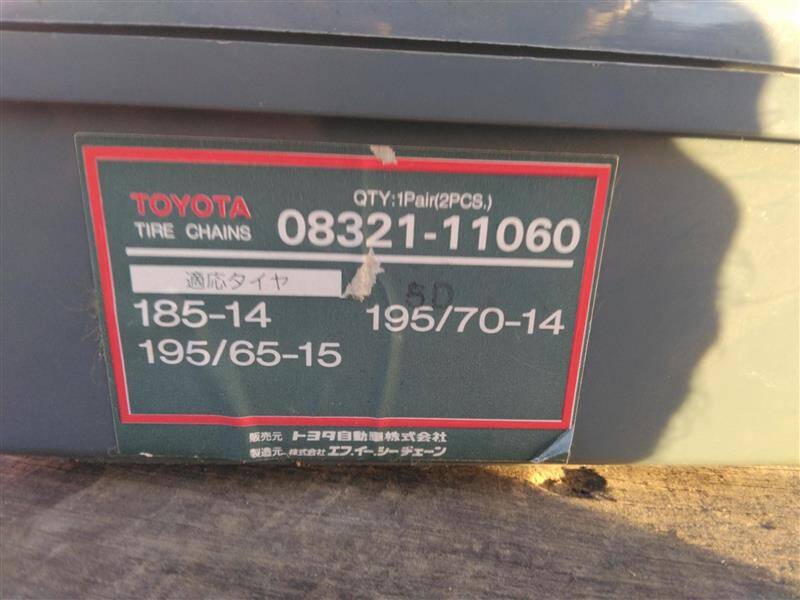 QTY:1Pair(2PCS.)
TOYOTA
TIRE CHAINS 08321-11060
適応タイヤ
SD
185-14 195/70-14
195/65-15
販売元 トヨタ自動車株式会社
製造元 株式会社 エフ.イー.シーチェーン